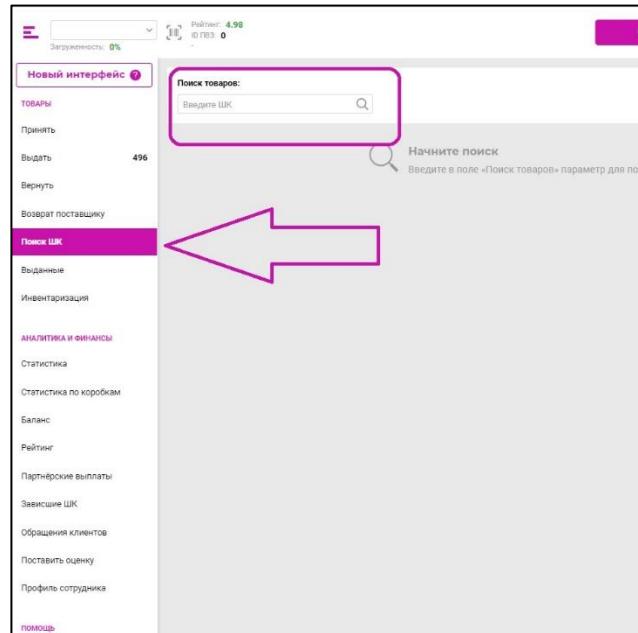 Рейтинг: 4.98
ID ПВЗ: 0
-
Загруженность: 0%
Новый интерфейс ?
Поиск товаров:
Введите ШК
ТОВАРЫ
Принять
Выдать 496
Вернуть
Возврат поставщику
Поиск ШК
Выданные
Инвентаризация
Начните поиск
Введите в поле «Поиск товаров» параметр для по
АНАЛИТИКА И ФИНАНСЫ
Статистика
Статистика по коробкам
Баланс
Рейтинг
Партнёрские выплаты
Зависшие ШК
Обращения клиентов
Поставить оценку
Профиль сотрудника
ПОМОЩЬ